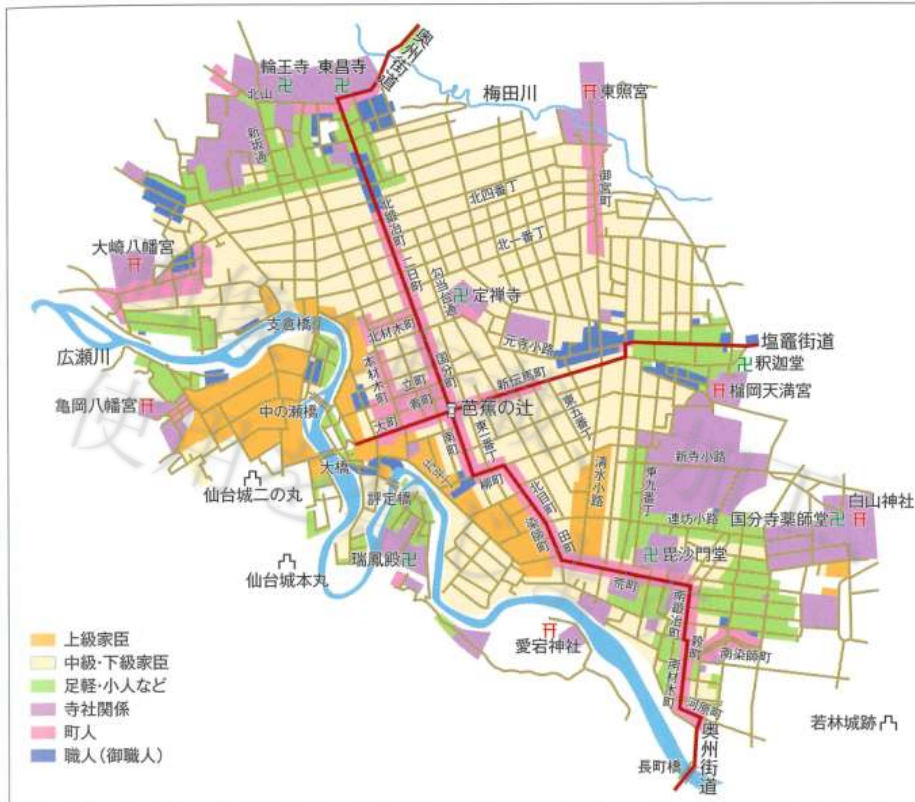 奥州街道
輪王寺
東昌寺
北山
新坂通
梅田川
東照宮
御宮町
北四番丁
北一番丁
北鍛冶町
二日町
勾当台通
定禅寺
大崎八幡宮
支倉橋
広瀬川
北材木町
本材木町
立町
国分町
元寺小路
新伝馬町
塩竈街道
釈迦堂
榴岡天満宮
亀岡八幡宮
中の瀬橋
肴町
大町
芭蕉の辻
東五番丁
南町
東一番丁
大橋
仙台城二の丸
評定橋
柳町
北目町
清水小路
東九番丁
新寺小路
連坊小路
白山神社
国分寺薬師堂
染師町
田町
毘沙門堂
瑞鳳殿
仙台城本丸
荒町
南鍛冶町
穀町
南染師町
南材木町
河原町
愛宕神社
若林城跡
奥州街道
長町橋
上級家臣
中級・下級家臣
足軽・小人など
寺社関係
町人
職人（御職人）